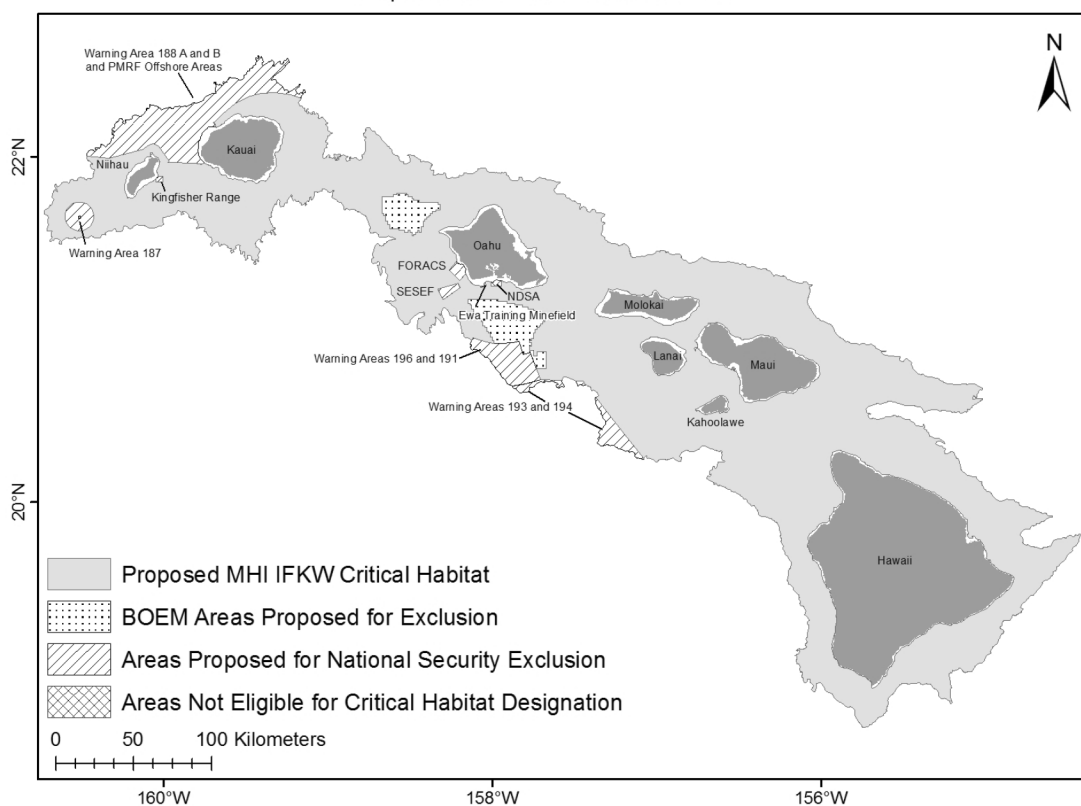 Warning Area 188 A and B
and PMRF Offshore Areas
N
22°N
Kauai
Niihau
Kingfisher Range
Warning Area 187
Oahu
FORACS
SESEF
NDSA
Ewa Training Minefield
Molokai
Warning Areas 196 and 191
Lanai
Maui
Warning Areas 193 and 194
Kahoolawe
20°N
Hawaii
Proposed MHI IFKW Critical Habitat
BOEM Areas Proposed for Exclusion
Areas Proposed for National Security Exclusion
Areas Not Eligible for Critical Habitat Designation
0 50 100 Kilometers
160°W 158°W 156°W